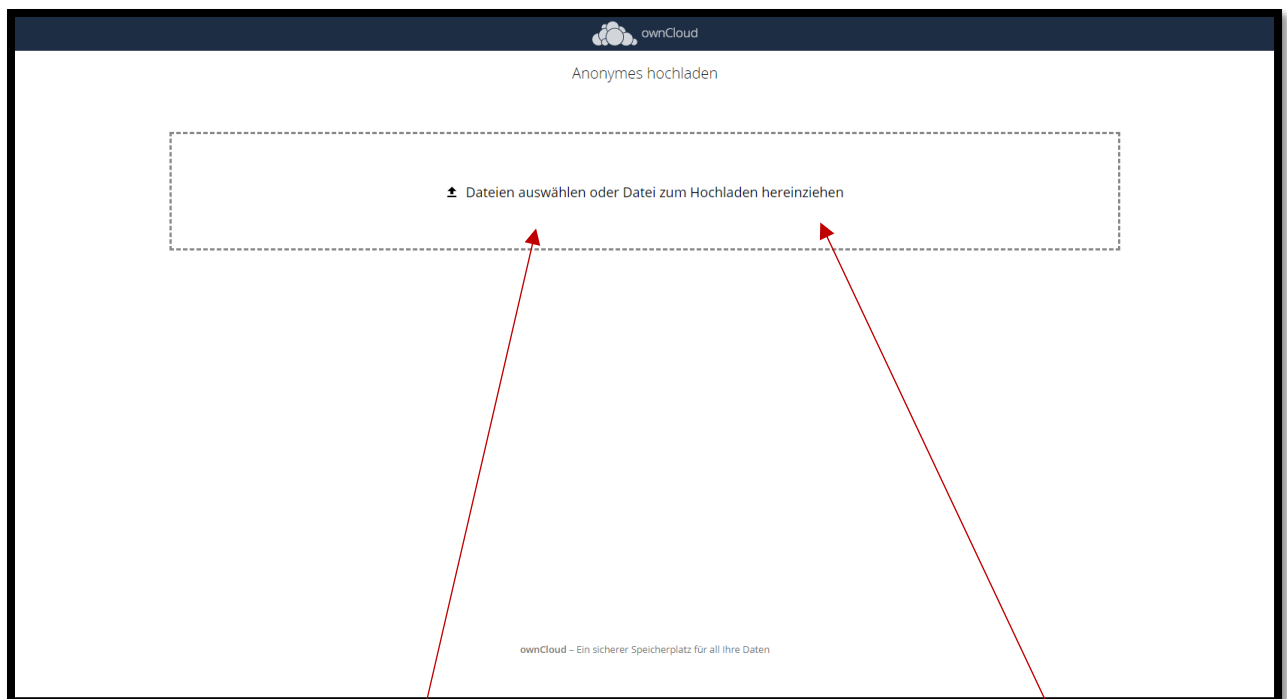 ownCloud
Anonymes hochladen
Dateien auswählen oder Datei zum Hochladen hereinziehen
ownCloud – Ein sicherer Speicherplatz für all Ihre Daten